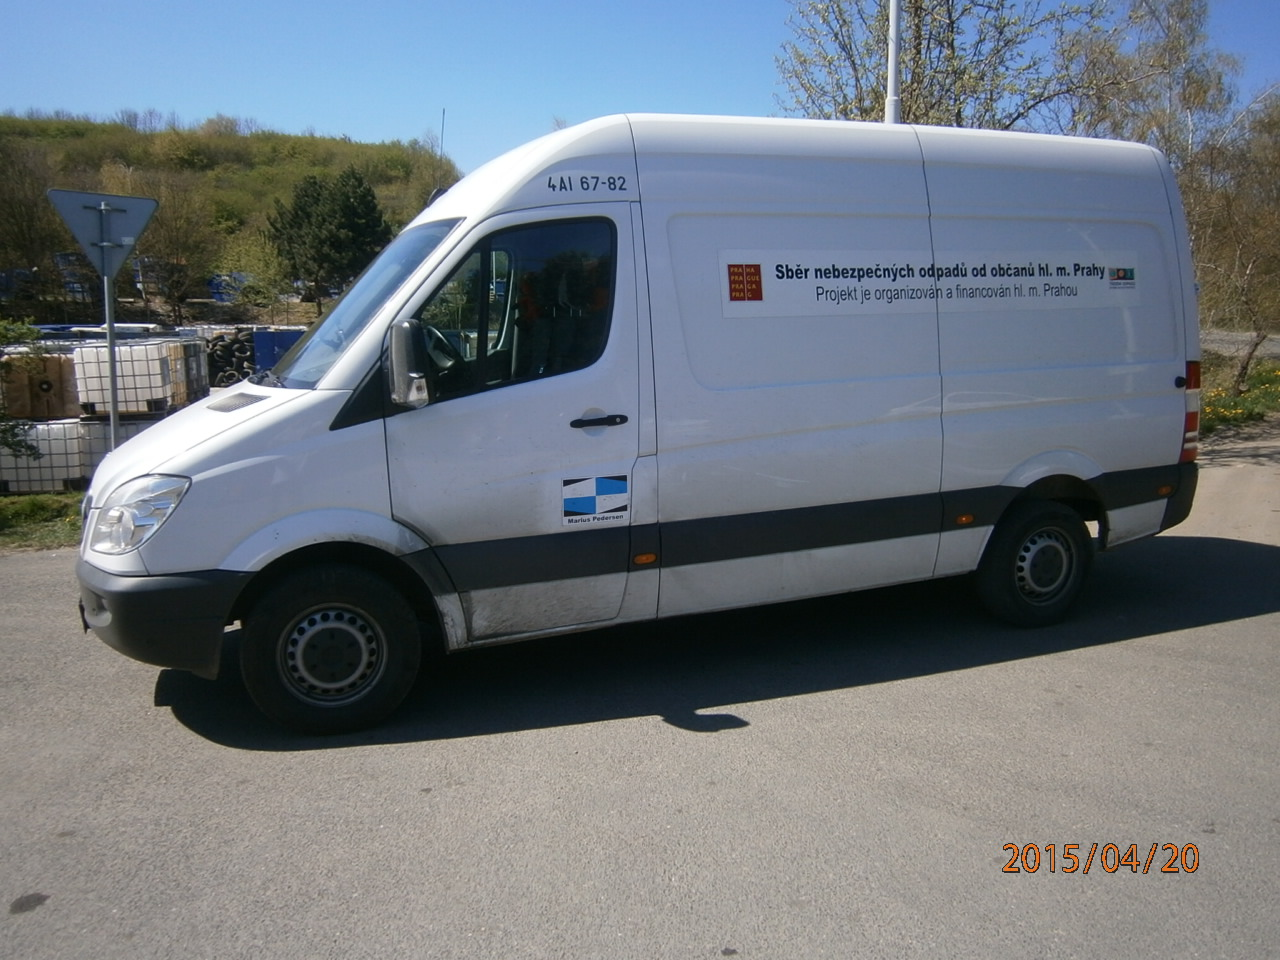 4AI 67-82
PRA HA
PRA GUE
PRA GA
PRA G
Sběr nebezpečných odpadů od občanů hl. m. Prahy
Projekt je organizován a financován hl. m. Prahou
Marius Pedersen
2015/04/20